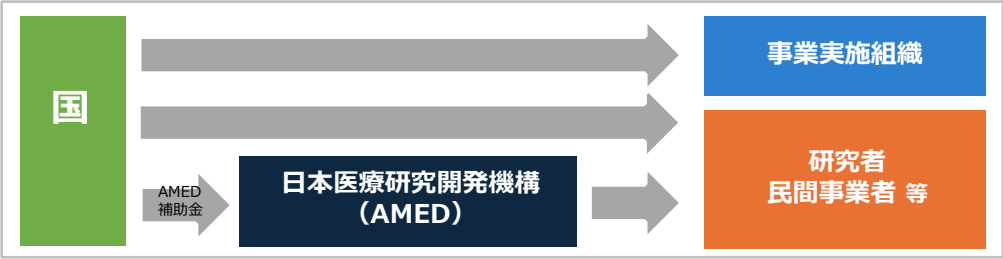 国
事業実施組織
研究者
民間事業者 等
AMED
補助金
日本医療研究開発機構
（AMED）